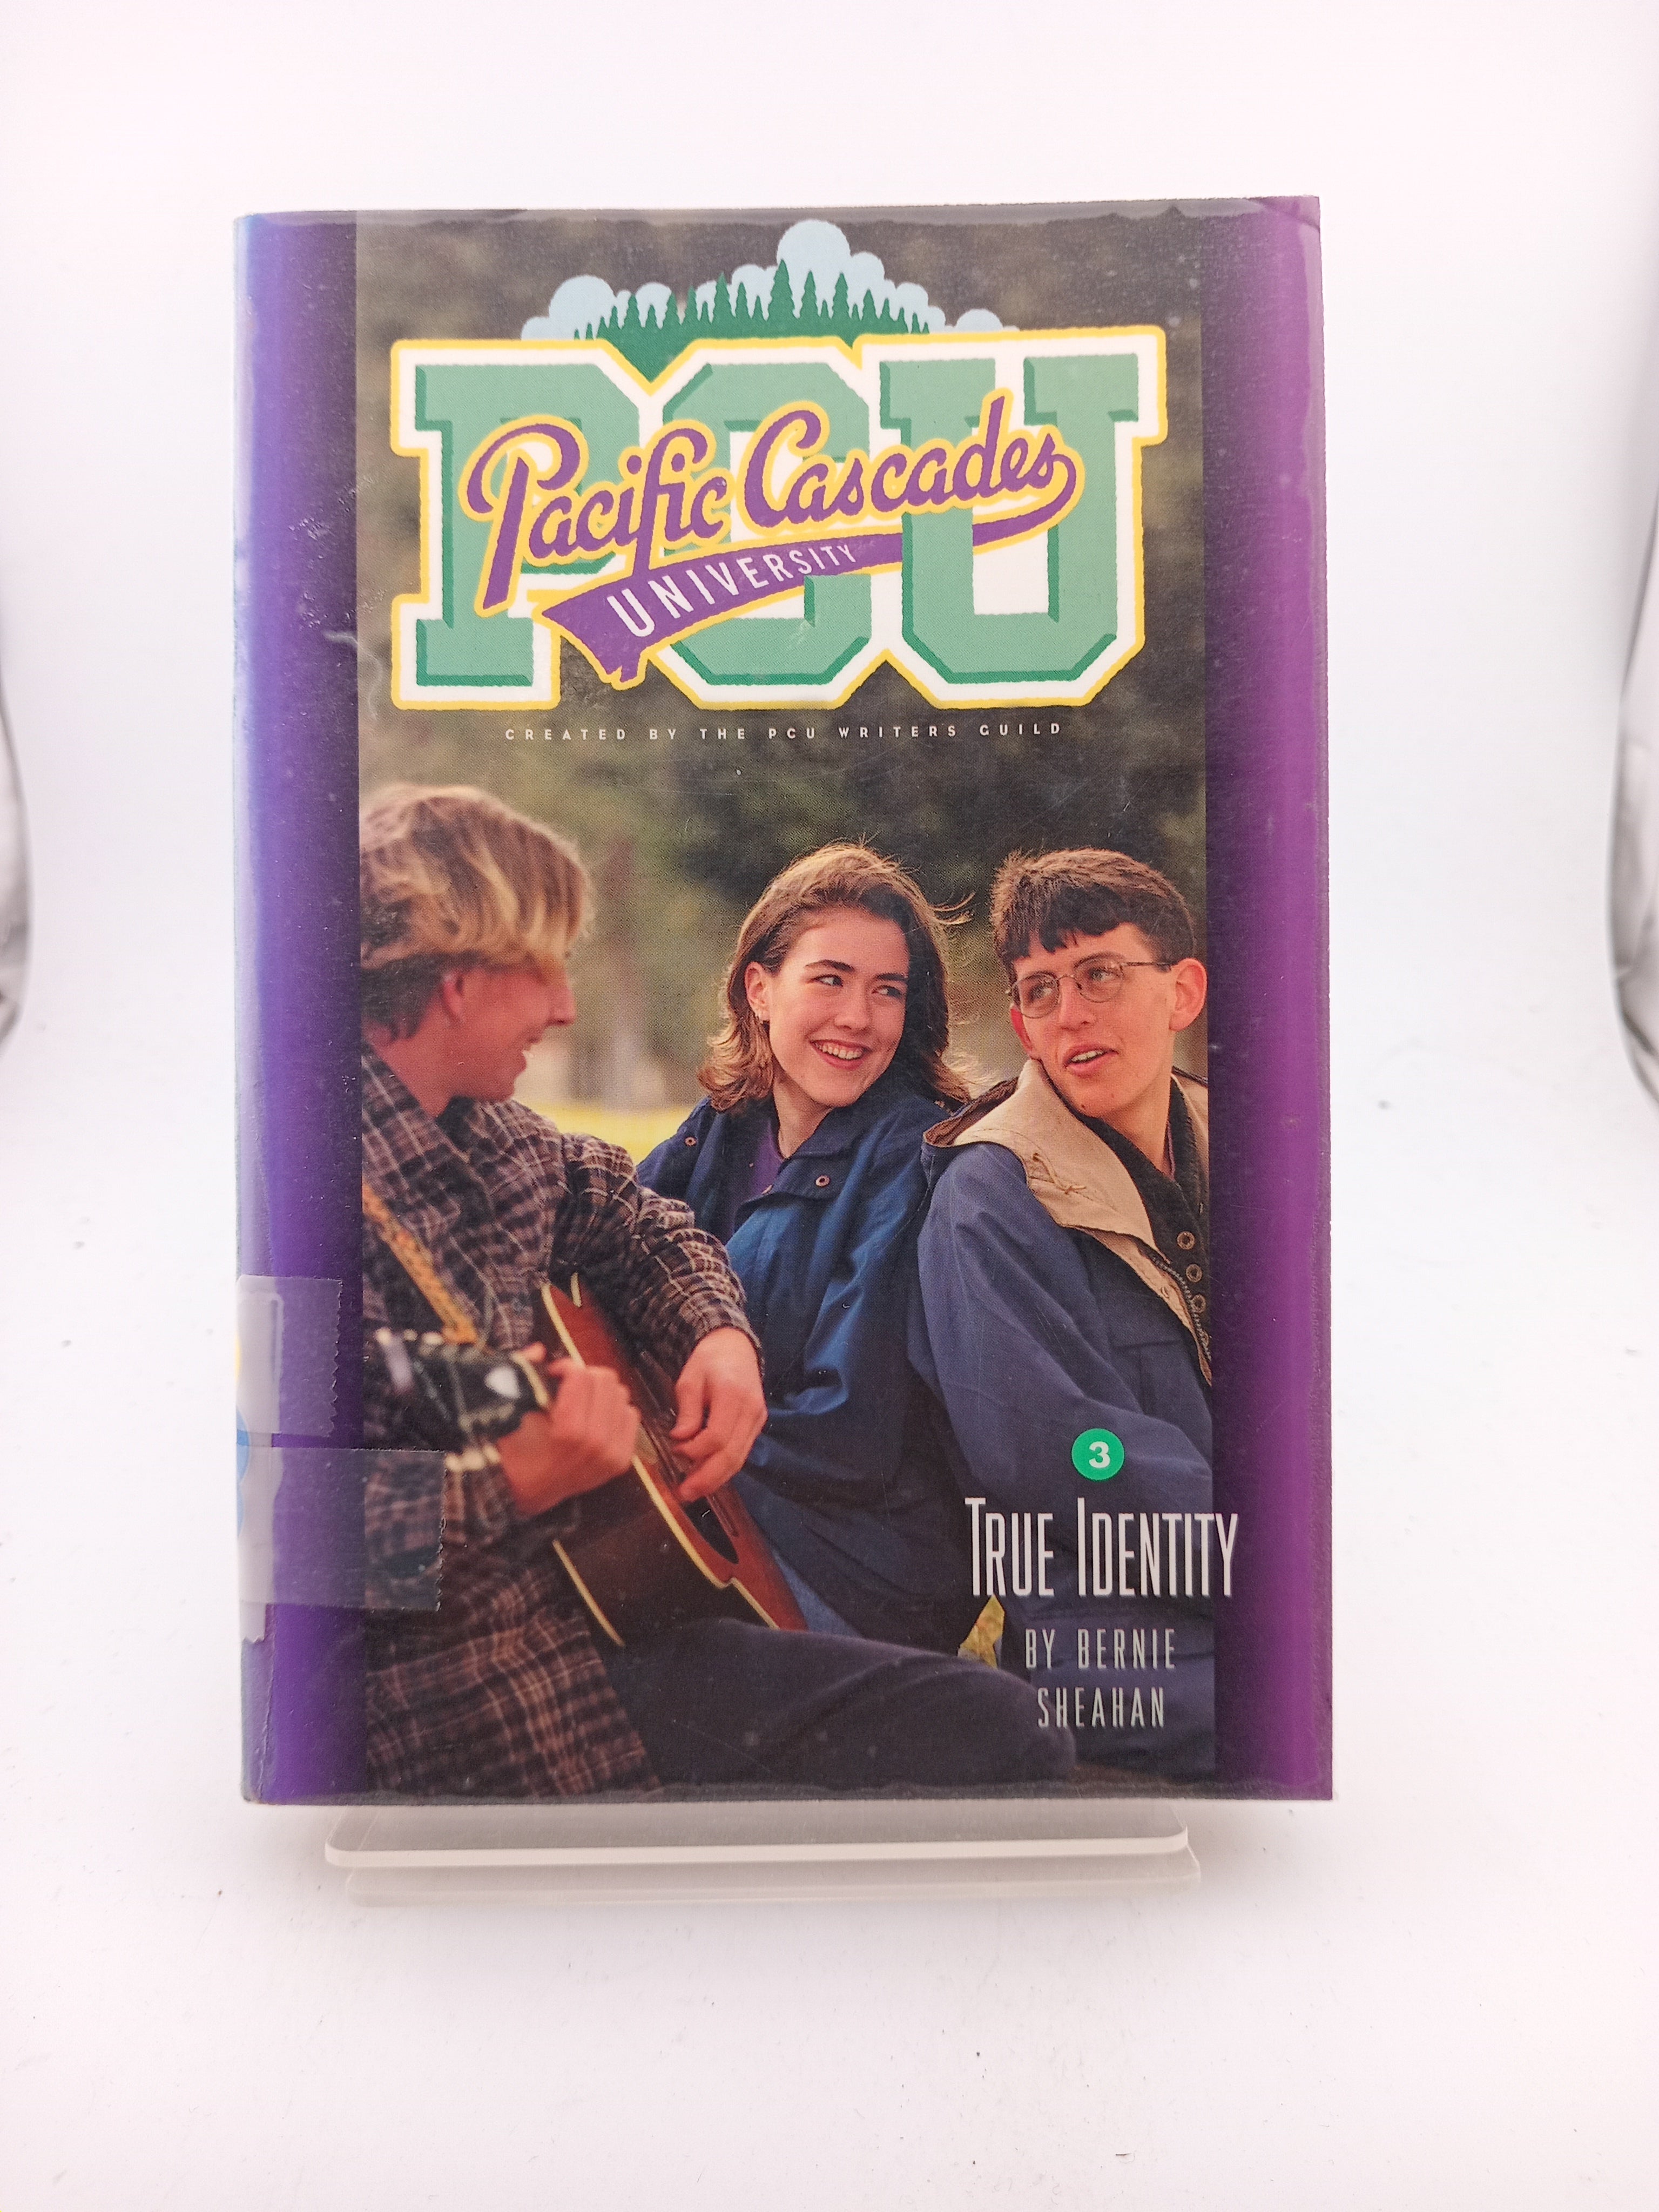 PCU
Pacific Cascades
UNIVERSITY
CREATED BY THE PCU WRITERS GUILD
3
TRUE IDENTITY
BY BERNIE
SHEAHAN